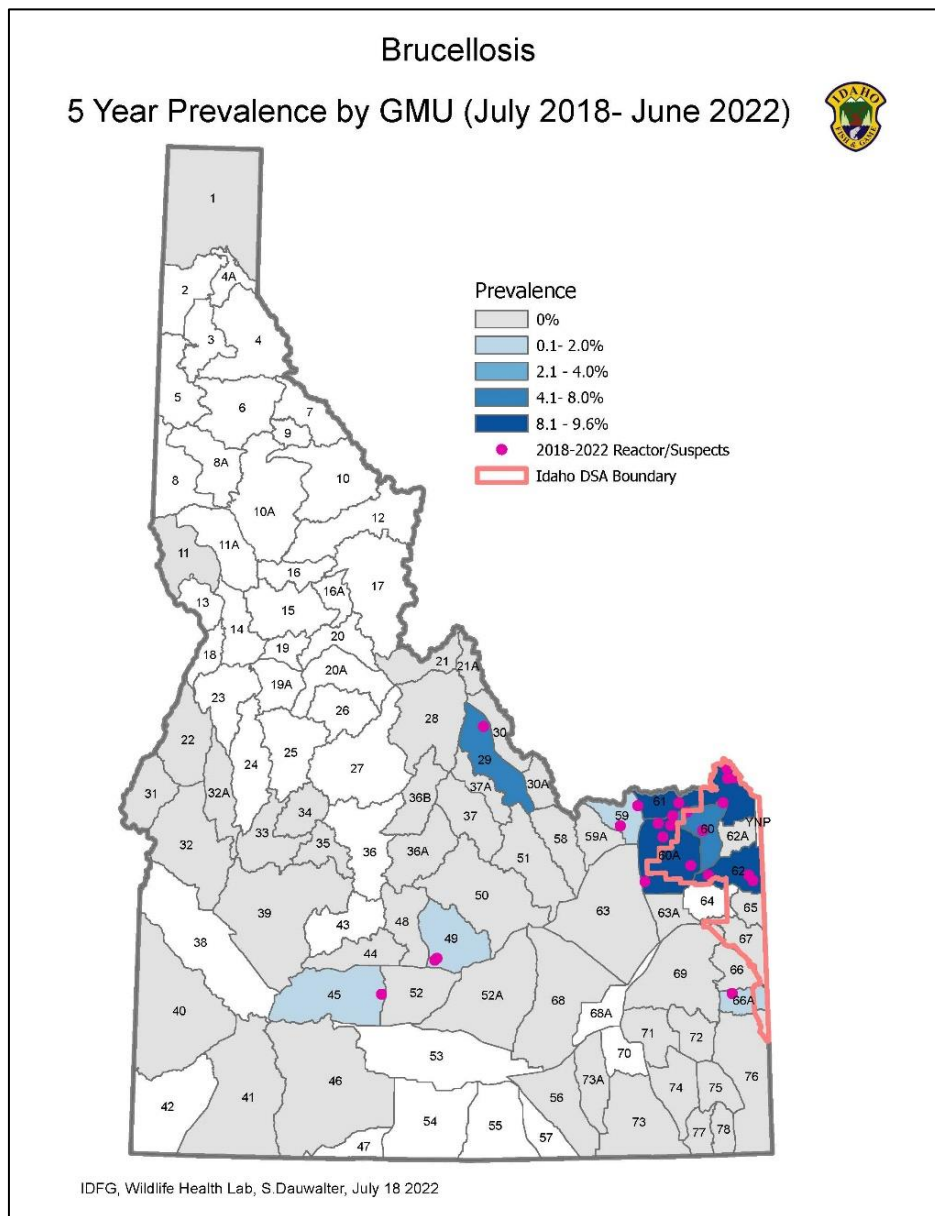 Brucellosis
5 Year Prevalence by GMU (July 2018- June 2022)
IDAHO
FISH & GAME
1
4A
2
3
4
5
6
7
9
8A
8
10
10A
12
11
11A
16
17
16A
13
15
14
20
18
19
21
21A
20A
19A
23
26
28
30
22
25
29
24
27
32A
37A
30A
31
36B
34
37
59
61
33
58
59A
60
YNP
62A
32
35
36
36A
51
60A
62
50
64
65
39
63
63A
43
48
49
67
38
44
66
69
45
52
52A
68
66A
40
68A
71
72
53
70
46
73A
74
75
76
41
56
42
54
55
73
77
78
47
57
Prevalence
0%
0.1- 2.0%
2.1 - 4.0%
4.1- 8.0%
8.1 - 9.6%
2018-2022 Reactor/Suspects
Idaho DSA Boundary
IDFG, Wildlife Health Lab, S.Dauwalter, July 18 2022